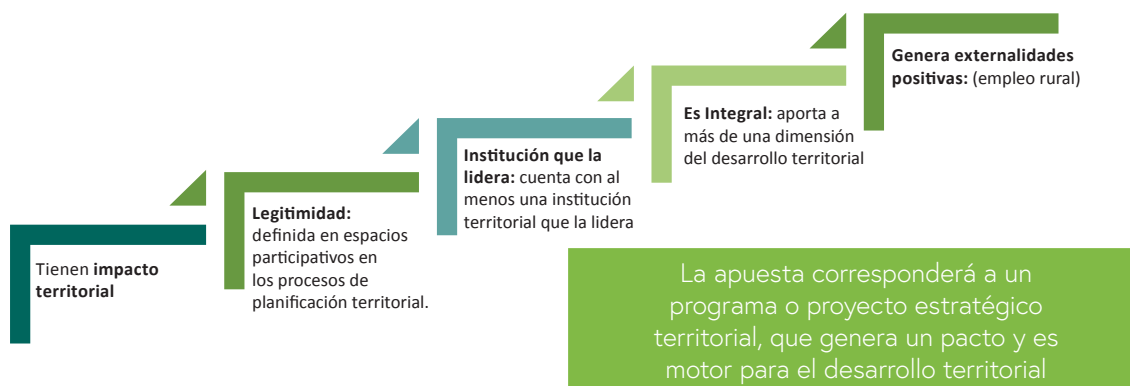 Tienen impacto
territorial
Legitimidad:
definida en espacios
participativos en
los procesos de
planificación territorial.
Institución que la
lidera: cuenta con al
menos una institución
territorial que la lidera
Es Integral: aporta a
más de una dimensión
del desarrollo territorial
Genera externalidades
positivas: (empleo rural)
La apuesta corresponderá a un
programa o proyecto estratégico
territorial, que genera un pacto y es
motor para el desarrollo territorial